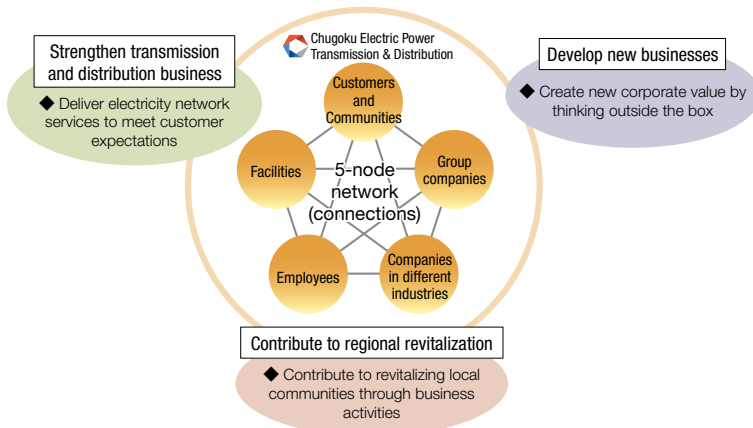 Chugoku Electric Power
Transmission & Distribution
Strengthen transmission
and distribution business
◆ Deliver electricity network
services to meet customer
expectations
Develop new businesses
◆ Create new corporate value by
thinking outside the box
Customers
and
Communities
Facilities
Group
companies
5-node
network
(connections)
Employees
Companies
in different
industries
Contribute to regional revitalization
◆ Contribute to revitalizing local
communities through business
activities